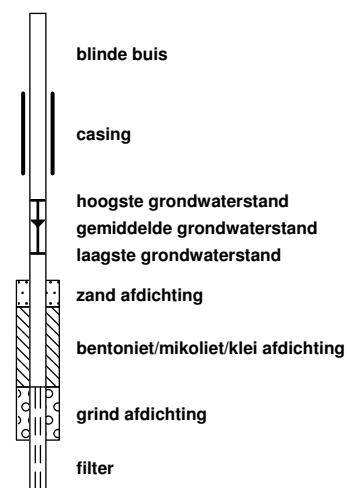 blinde buis
casing
hoogste grondwaterstand
gemiddelde grondwaterstand
laagste grondwaterstand
zand afdichting
bentoniet/mikoliet/klei afdichting
grind afdichting
filter